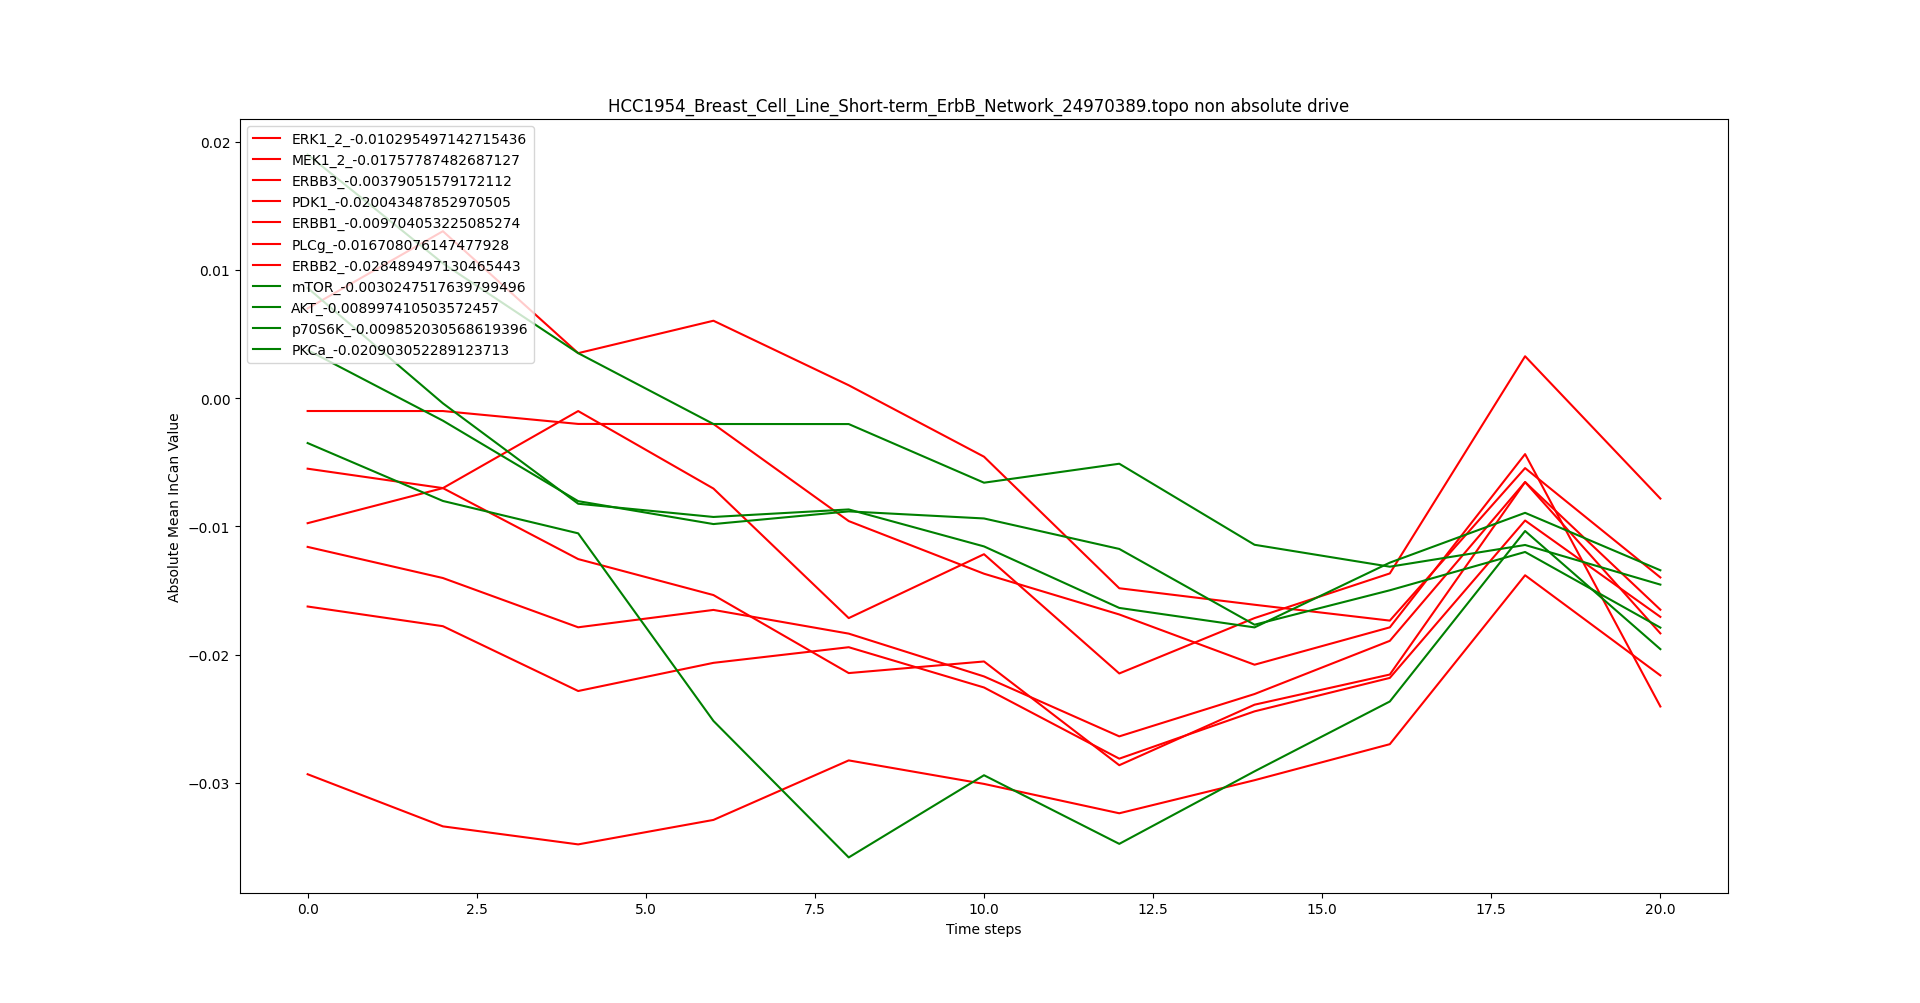 HCC1954_Breast_Cell_Line_Short-term_ErbB_Network_24970389.topo non absolute drive
ERK1_2_-0.010295497142715436
MEK1_2_-0.01757787482687127
ERBB3_-0.00379051579172112
PDK1_-0.020043487852970505
ERBB1_-0.009704053225085274
PLCg_-0.016708076147477928
ERBB2_-0.028489497130465443
mTOR_-0.0030247517639799496
AKT_-0.008997410503572457
p70S6K_-0.009852030568619396
PKCa_-0.020903052289123713
0.02
0.01
0.00
−0.01
−0.02
−0.03
Absolute Mean InCan Value
0.0 2.5 5.0 7.5 10.0 12.5 15.0 17.5 20.0
Time steps